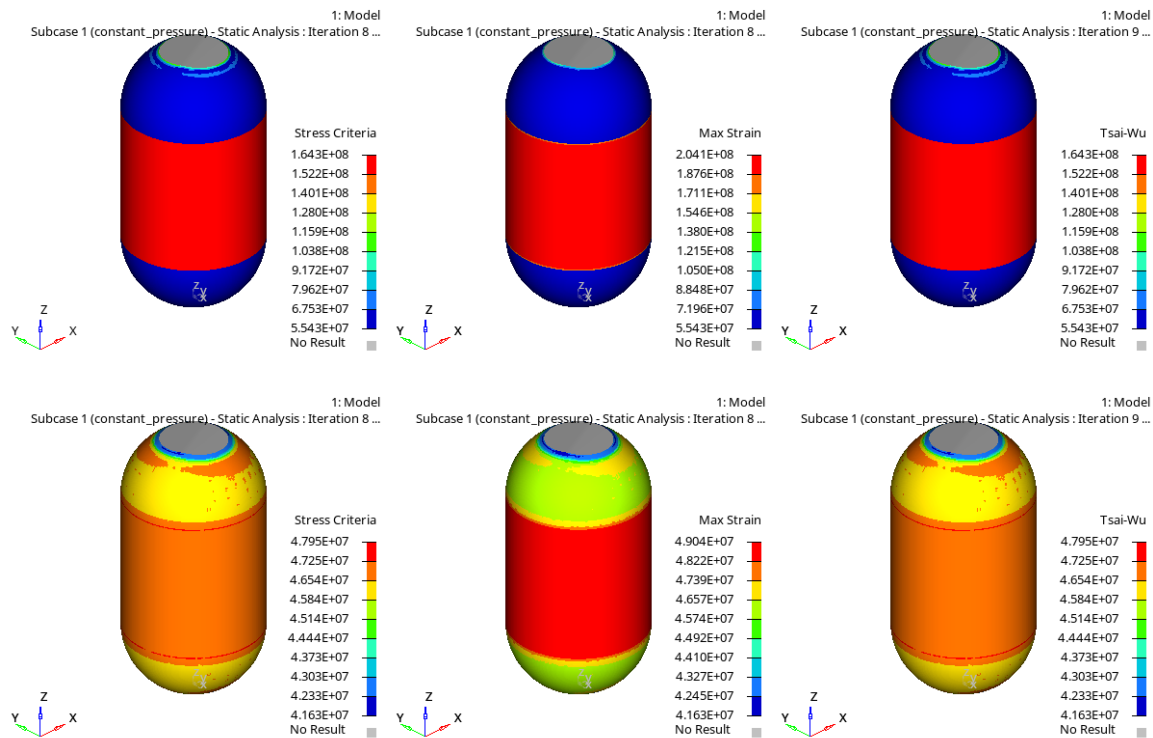 1: Model
Subcase 1 (constant_pressure) - Static Analysis : Iteration 8 ...
Stress Criteria
1.643E+08
1.522E+08
1.401E+08
1.280E+08
1.159E+08
1.038E+08
9.172E+07
7.962E+07
6.753E+07
5.543E+07
No Result
Z
Y
X
Z
Y
X
1: Model
Subcase 1 (constant_pressure) - Static Analysis : Iteration 8 ...
Max Strain
2.041E+08
1.876E+08
1.711E+08
1.546E+08
1.380E+08
1.215E+08
1.050E+08
8.848E+07
7.196E+07
5.543E+07
No Result
Z
Y
X
Z
Y
X
1: Model
Subcase 1 (constant_pressure) - Static Analysis : Iteration 9 ...
Tsai-Wu
1.643E+08
1.522E+08
1.401E+08
1.280E+08
1.159E+08
1.038E+08
9.172E+07
7.962E+07
6.753E+07
5.543E+07
No Result
Z
Y
X
Z
Y
X
1: Model
Subcase 1 (constant_pressure) - Static Analysis : Iteration 8 ...
Stress Criteria
4.795E+07
4.725E+07
4.654E+07
4.584E+07
4.514E+07
4.444E+07
4.373E+07
4.303E+07
4.233E+07
4.163E+07
No Result
Z
Y
X
1: Model
Subcase 1 (constant_pressure) - Static Analysis : Iteration 8 ...
Max Strain
4.904E+07
4.822E+07
4.739E+07
4.657E+07
4.574E+07
4.492E+07
4.410E+07
4.327E+07
4.245E+07
4.163E+07
No Result
Z
Y
X
1: Model
Subcase 1 (constant_pressure) - Static Analysis : Iteration 9 ...
Tsai-Wu
4.795E+07
4.725E+07
4.654E+07
4.584E+07
4.514E+07
4.444E+07
4.373E+07
4.303E+07
4.233E+07
4.163E+07
No Result
Z
Y
X